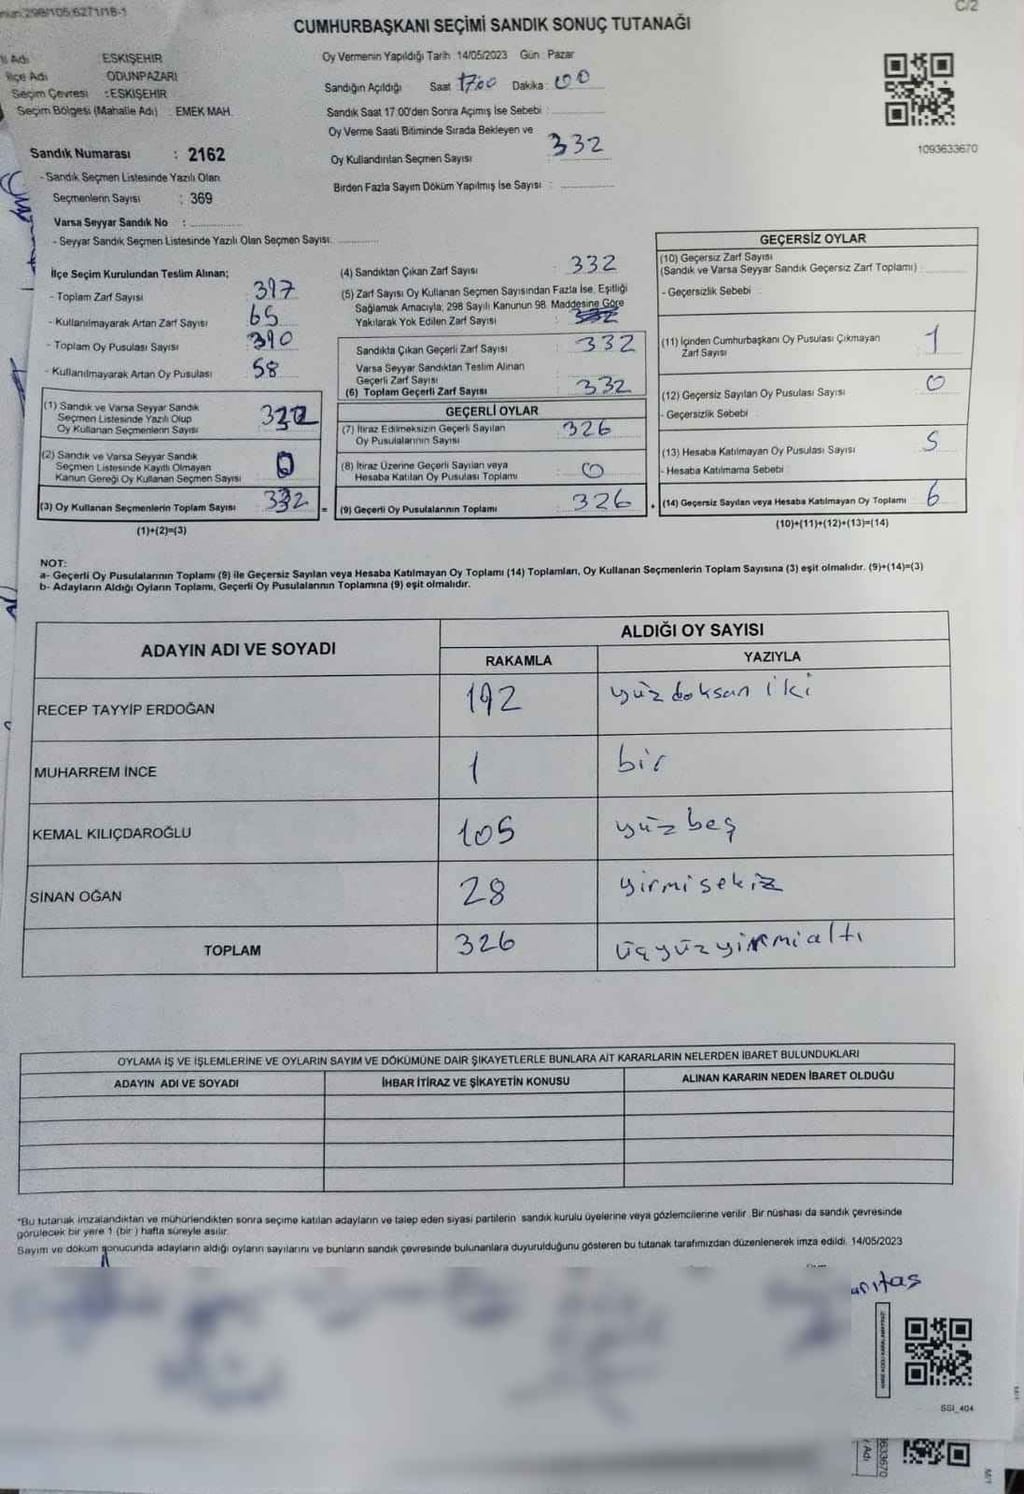 298/105/6271/18-1
C/2
CUMHURBAŞKANI SEÇİMİ SANDIK SONUÇ TUTANAĞI
İl Adı : ESKİŞEHİR
İlçe Adı : ODUNPAZARI
Seçim Çevresi : ESKİŞEHİR
Seçim Bölgesi (Mahalle Adı) : EMEK MAH.
Sandık Numarası : 2162
- Sandık Seçmen Listesinde Yazılı Olan
Seçmenlerin Sayısı : 369
Varsa Seyyar Sandık No :
- Seyyar Sandık Seçmen Listesinde Yazılı Olan Seçmen Sayısı:
Oy Vermenin Yapıldığı Tarih: 14/05/2023 Gün: Pazar
Sandığın Açıldığı Saat 17:00 Dakika: 00
Sandık Saat 17:00'den Sonra Açımış İse Sebebi :
Oy Verme Saati Bitiminde Sırada Bekleyen ve
Oy Kullandırılan Seçmen Sayısı : 332
Birden Fazla Sayım Döküm Yapılmış İse Sayısı :
1093633670
İlçe Seçim Kurulundan Teslim Alınan;
- Toplam Zarf Sayısı : 397
- Kullanılmayarak Artan Zarf Sayısı : 65
- Toplam Oy Pusulası Sayısı : 390
- Kullanılmayarak Artan Oy Pusulası : 58
(1) Sandık ve Varsa Seyyar Sandık
Seçmen Listesinde Yazılı Olup
Oy Kullanan Seçmenlerin Sayısı : 332
(2) Sandık ve Varsa Seyyar Sandık
Seçmen Listesinde Kayıtlı Olmayan
Kanun Gereği Oy Kullanan Seçmen Sayısı : 0
(3) Oy Kullanan Seçmenlerin Toplam Sayısı : 332
(1)+(2)=(3)
(4) Sandıktan Çıkan Zarf Sayısı : 332
(5) Zarf Sayısı Oy Kullanan Seçmen Sayısından Fazla İse, Eşitliği
Sağlamak Amacıyla; 298 Sayılı Kanunun 98. Maddesine Göre
Yakılarak Yok Edilen Zarf Sayısı :
Sandıkta Çıkan Geçerli Zarf Sayısı : 332
Varsa Seyyar Sandıktan Teslim Alınan
Geçerli Zarf Sayısı
(6) Toplam Geçerli Zarf Sayısı : 332
GEÇERLİ OYLAR
(7) İtiraz Edilmeksizin Geçerli Sayılan
Oy Pusulalarının Sayısı : 326
(8) İtiraz Üzerine Geçerli Sayılan veya
Hesaba Katılan Oy Pusulası Toplamı : 0
= (9) Geçerli Oy Pusulalarının Toplamı : 326
GEÇERSİZ OYLAR
(10) Geçersiz Zarf Sayısı
(Sandık ve Varsa Seyyar Sandık Geçersiz Zarf Toplamı)
- Geçersizlik Sebebi :
(11) İçinden Cumhurbaşkanı Oy Pusulası Çıkmayan
Zarf Sayısı : 1
(12) Geçersiz Sayılan Oy Pusulası Sayısı : 0
- Geçersizlik Sebebi
(13) Hesaba Katılmayan Oy Pusulası Sayısı : 5
- Hesaba Katılmama Sebebi :
+ (14) Geçersiz Sayılan veya Hesaba Katılmayan Oy Toplamı : 6
(10)+(11)+(12)+(13)=(14)
NOT:
a- Geçerli Oy Pusulalarının Toplamı (9) ile Geçersiz Sayılan veya Hesaba Katılmayan Oy Toplamı (14) Toplamları, Oy Kullanan Seçmenlerin Toplam Sayısına (3) eşit olmalıdır. (9)+(14)=(3)
b- Adayların Aldığı Oyların Toplamı, Geçerli Oy Pusulalarının Toplamına (9) eşit olmalıdır.
ADAYIN ADI VE SOYADI
ALDIĞI OY SAYISI
RAKAMLA YAZIYLA
RECEP TAYYİP ERDOĞAN 192 yüz doksan iki
MUHARREM İNCE 1 bir
KEMAL KILIÇDAROĞLU 105 yüz beş
SİNAN OĞAN 28 yirmi sekiz
TOPLAM 326 üçyüz yirmi altı
OYLAMA İŞ VE İŞLEMLERİNE VE OYLARIN SAYIM VE DÖKÜMÜNE DAİR ŞİKAYETLERLE BUNLARA AİT KARARLARIN NELERDEN İBARET BULUNDUKLARI
ADAYIN ADI VE SOYADI İHBAR İTİRAZ VE ŞİKAYETİN KONUSU ALINAN KARARIN NEDEN İBARET OLDUĞU
*Bu tutanak imzalandıktan ve mühürlendikten sonra seçime katılan adayların ve talep eden siyasi partilerin sandık kurulu üyelerine veya gözlemcilerine verilir. Bir nüshası da sandık çevresinde
görülecek bir yere 1 (bir) hafta süreyle asılır.
Sayım ve döküm sonucunda adayların aldığı oyların sayılarını ve bunların sandık çevresinde bulunanlara duyurulduğunu gösteren bu tutanak tarafımızdan düzenlenerek imza edildi. 14/05/2023
SSI_404